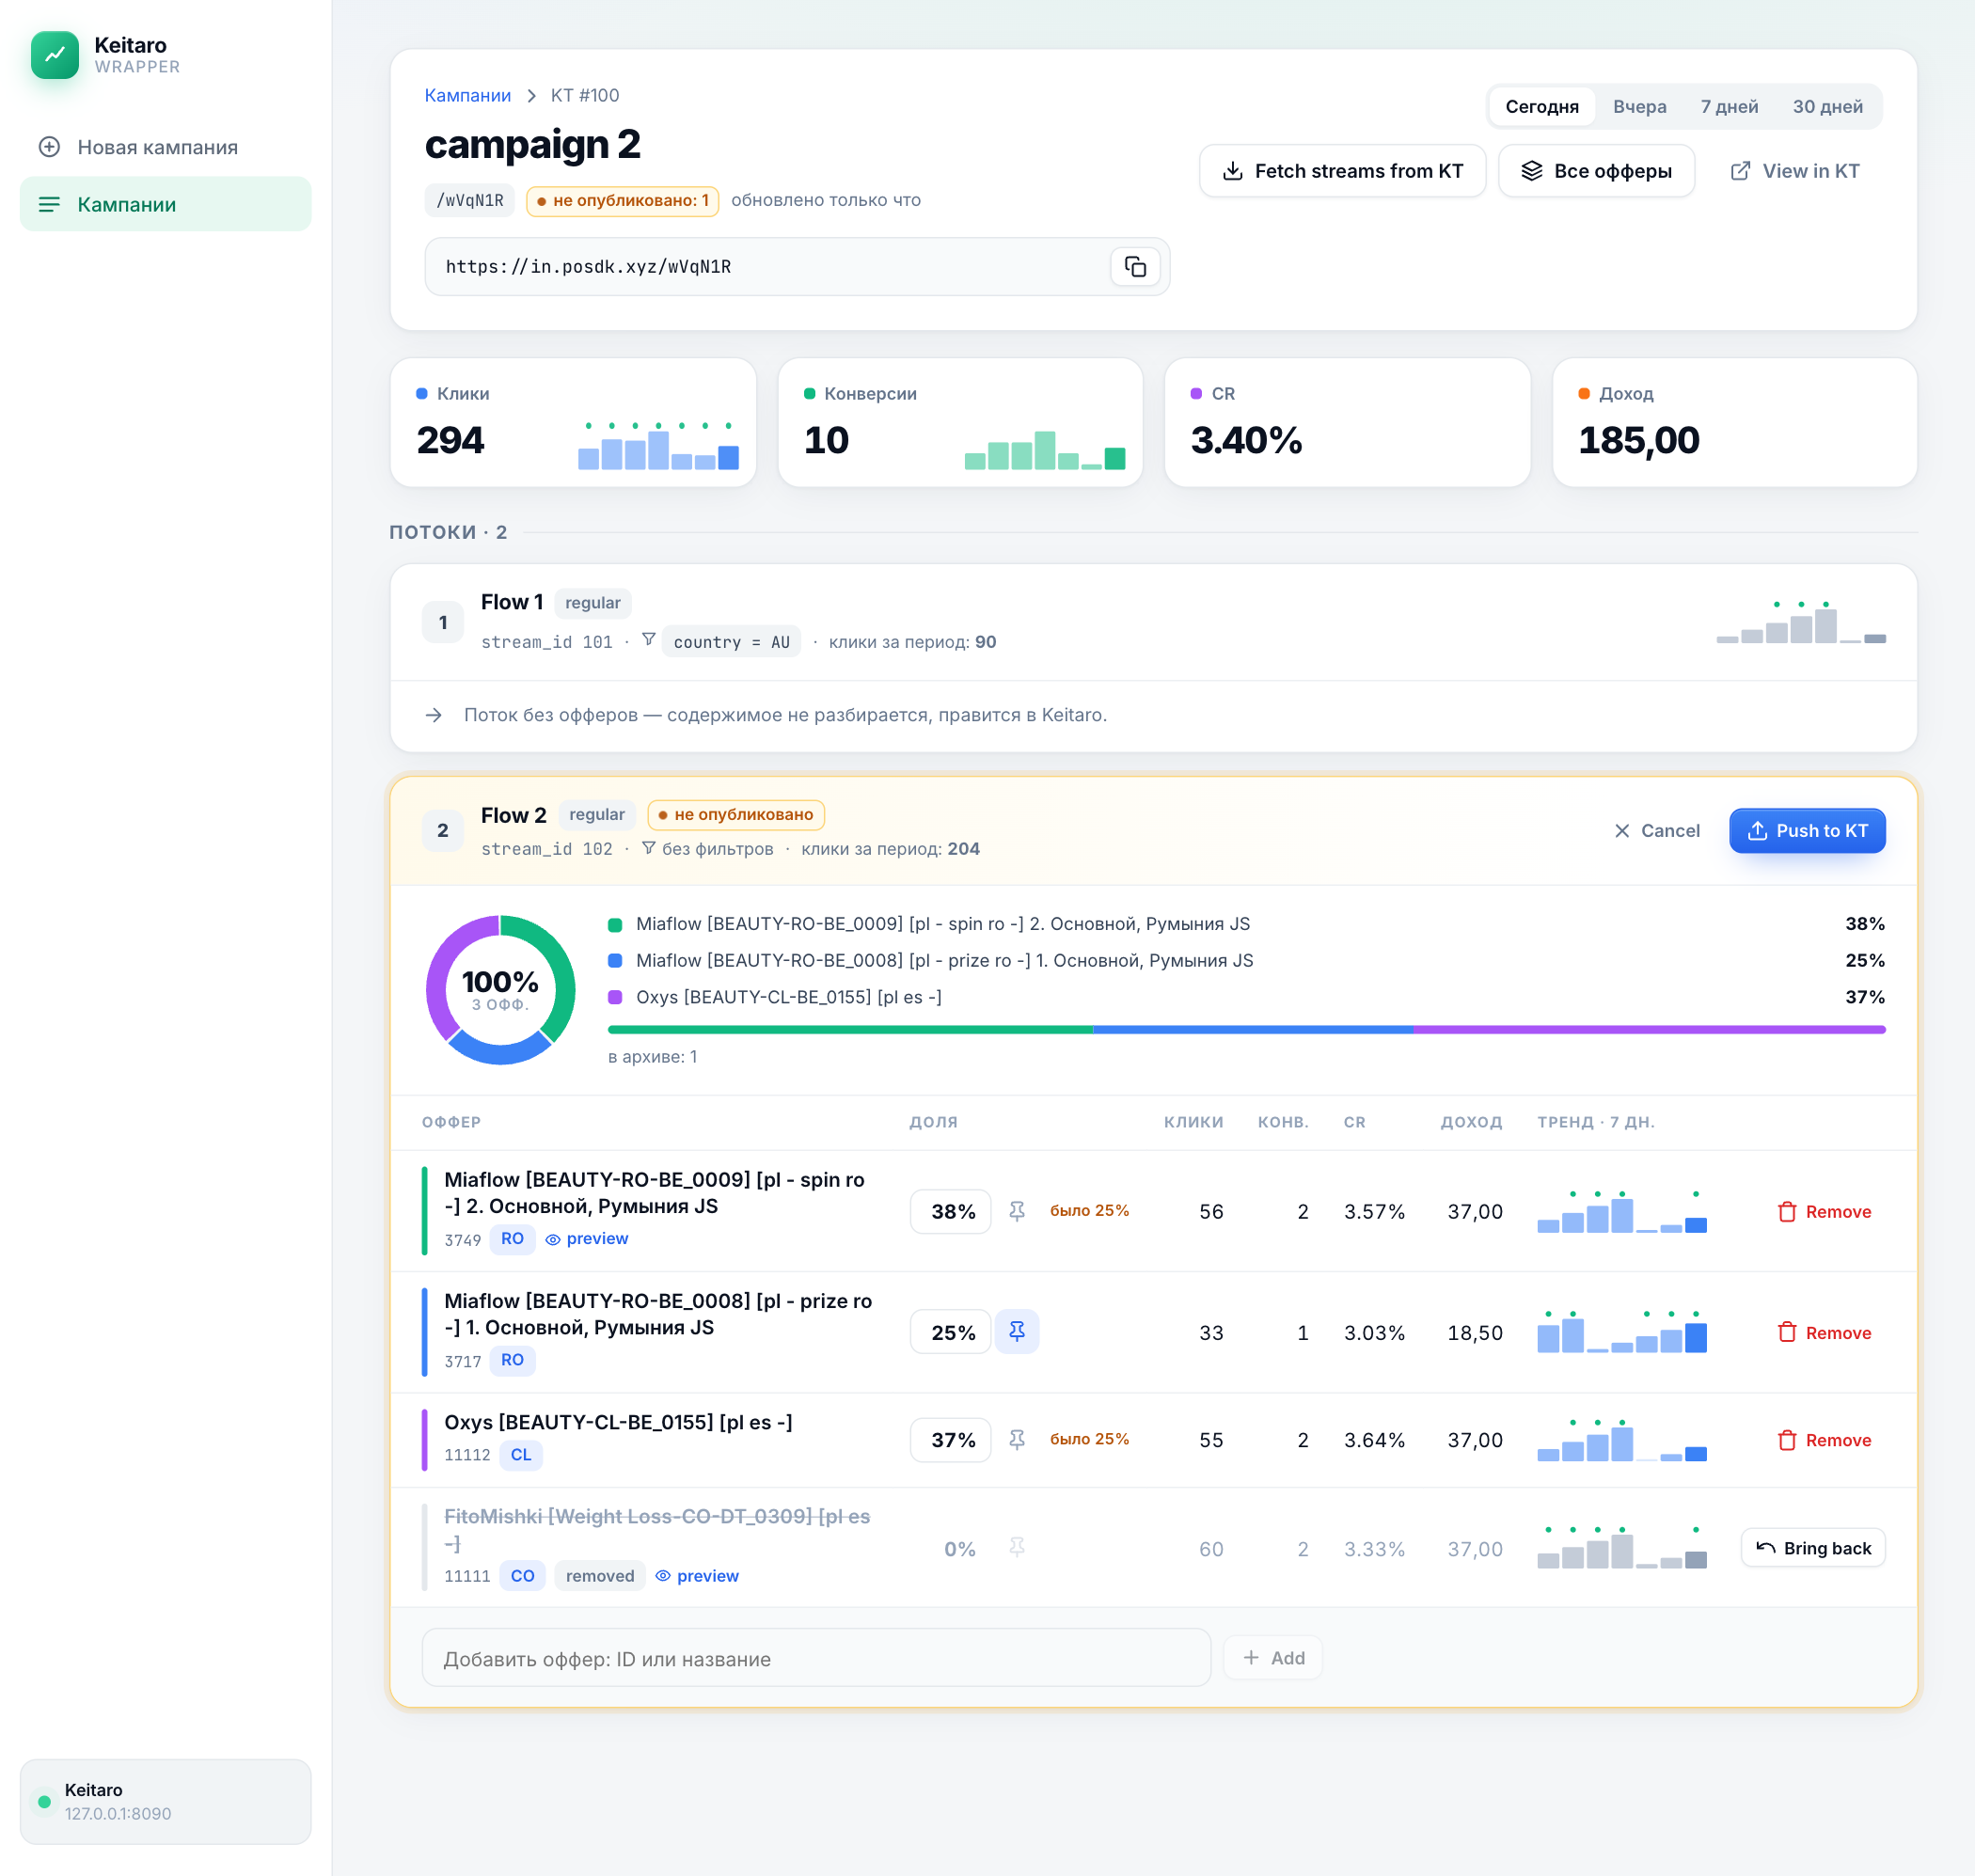 Keitaro
WRAPPER
Новая кампания
Кампании
Кампании > KT #100
campaign 2
/wVqN1R не опубликовано: 1 обновлено только что
https://in.posdk.xyz/wVqN1R
Сегодня Вчера 7 дней 30 дней
Fetch streams from KT Все офферы View in KT
Клики
294
Конверсии
10
CR
3.40%
Доход
185,00
ПОТОКИ · 2
1
Flow 1 regular
stream_id 101 · country = AU · клики за период: 90
Поток без офферов — содержимое не разбирается, правится в Keitaro.
2
Flow 2 regular не опубликовано
stream_id 102 · без фильтров · клики за период: 204
Cancel Push to KT
100%
3 ОФФ.
Miaflow [BEAUTY-RO-BE_0009] [pl - spin ro -] 2. Основной, Румыния JS 38%
Miaflow [BEAUTY-RO-BE_0008] [pl - prize ro -] 1. Основной, Румыния JS 25%
Oxys [BEAUTY-CL-BE_0155] [pl es -] 37%
в архиве: 1
ОФФЕР ДОЛЯ КЛИКИ КОНВ. CR ДОХОД ТРЕНД · 7 ДН.
Miaflow [BEAUTY-RO-BE_0009] [pl - spin ro
-] 2. Основной, Румыния JS
3749 RO preview
38% было 25% 56 2 3.57% 37,00 Remove
Miaflow [BEAUTY-RO-BE_0008] [pl - prize ro
-] 1. Основной, Румыния JS
3717 RO
25% 33 1 3.03% 18,50 Remove
Oxys [BEAUTY-CL-BE_0155] [pl es -]
11112 CL
37% было 25% 55 2 3.64% 37,00 Remove
FitoMishki [Weight Loss-CO-DT_0309] [pl es
-]
11111 CO removed preview
0% 60 2 3.33% 37,00 Bring back
Добавить оффер: ID или название
Add
Keitaro
127.0.0.1:8090